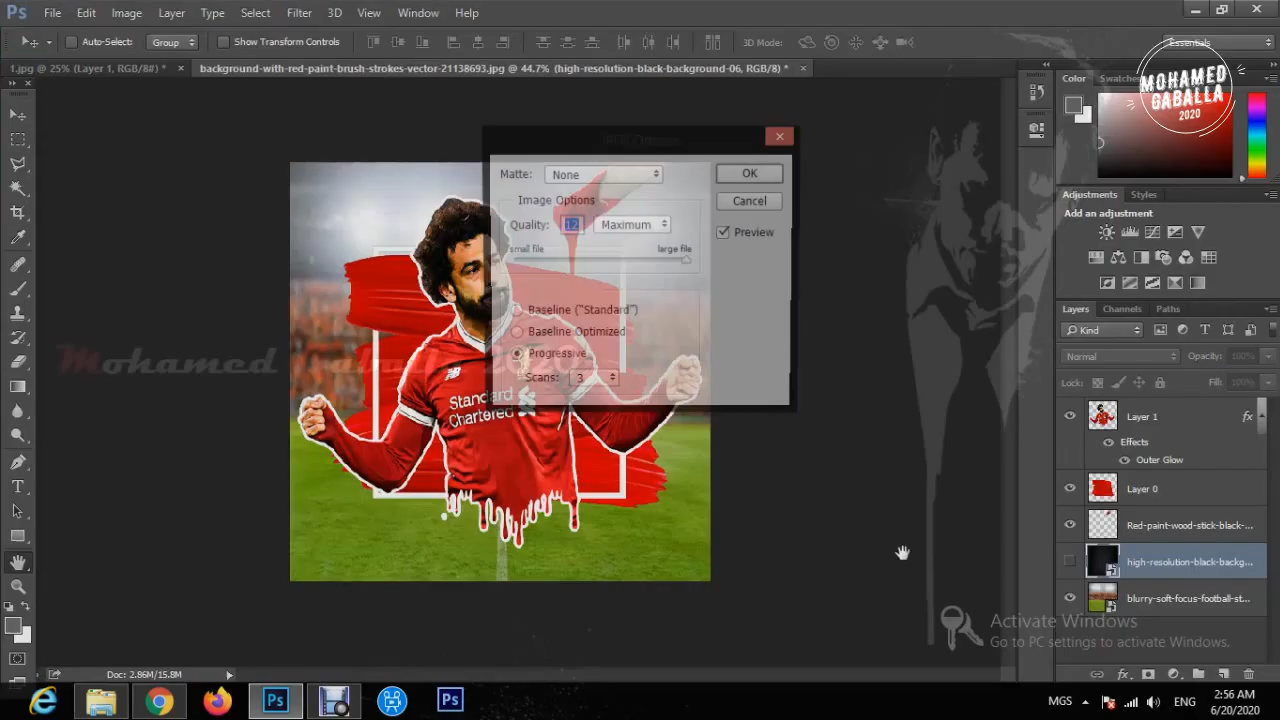 Ps File Edit Image Layer Type Select Filter 3D View Window Help
Auto-Select: Group Show Transform Controls 3D Mode: Essentials
1.jpg @ 25% (Layer 1, RGB/8#) * × background-with-red-paint-brush-strokes-vector-21138693.jpg @ 44.7% (high-resolution-black-background-06, RGB/8) * ×
Color Swatches
MOHAMED
GABALLA
2020
JPEG Options
Matte: None OK
Image Options Cancel
Quality: 12 Maximum Preview
small file large file
Baseline ("Standard")
Baseline Optimized
Progressive
Scans: 3
Mohamed Gaballa 2020
Standard
Chartered
Adjustments Styles
Add an adjustment
Layers Channels Paths
Kind
Normal Opacity: 100%
Lock: Fill: 100%
Layer 1 fx
Effects
Outer Glow
Layer 0
Red-paint-wood-stick-black-...
high-resolution-black-backg...
blurry-soft-focus-football-st...
Activate Windows
Go to PC settings to activate Windows.
Doc: 2.86M/15.8M
MGS ENG 2:56 AM
6/20/2020